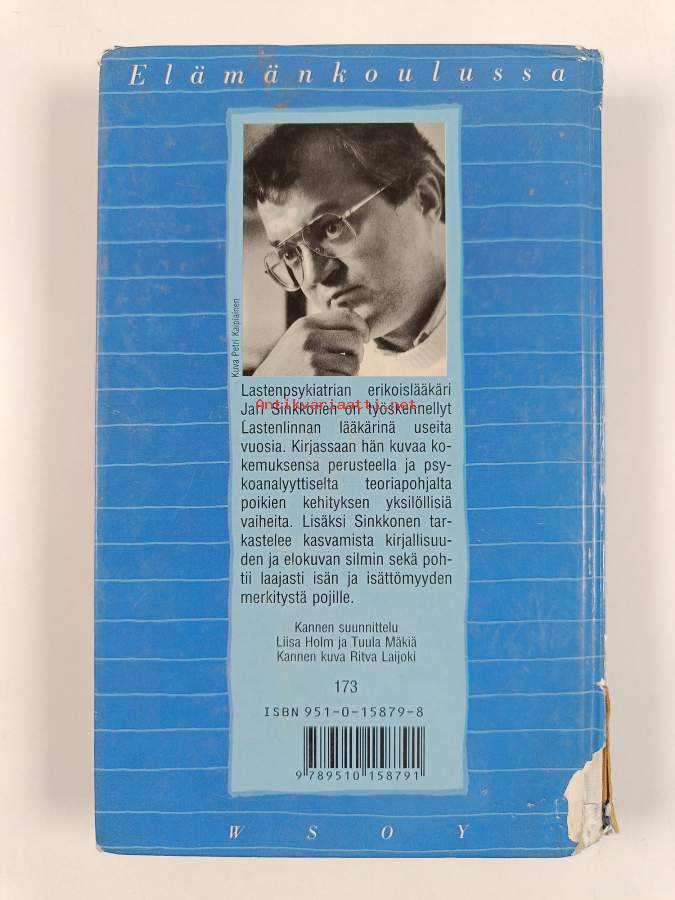 Elämänkoulussa
Kuva Petri Kaipiainen
Lastenpsykiatrian erikoislääkäri
Antikvariaatti.net
Jari Sinkkonen on työskennellyt
Lastenlinnan lääkärinä useita
vuosia. Kirjassaan hän kuvaa ko-
kemuksensa perusteella ja psy-
koanalyyttiselta teoriapohjalta
poikien kehityksen yksilöllisiä
vaiheita. Lisäksi Sinkkonen tar-
kastelee kasvamista kirjallisuu-
den ja elokuvan silmin sekä poh-
tii laajasti isän ja isättömyyden
merkitystä pojille.
Kannen suunnittelu
Liisa Holm ja Tuula Mäkiä
Kannen kuva Ritva Laijoki
173
ISBN 951-0-15879-8
9 789510 158791
WSOY